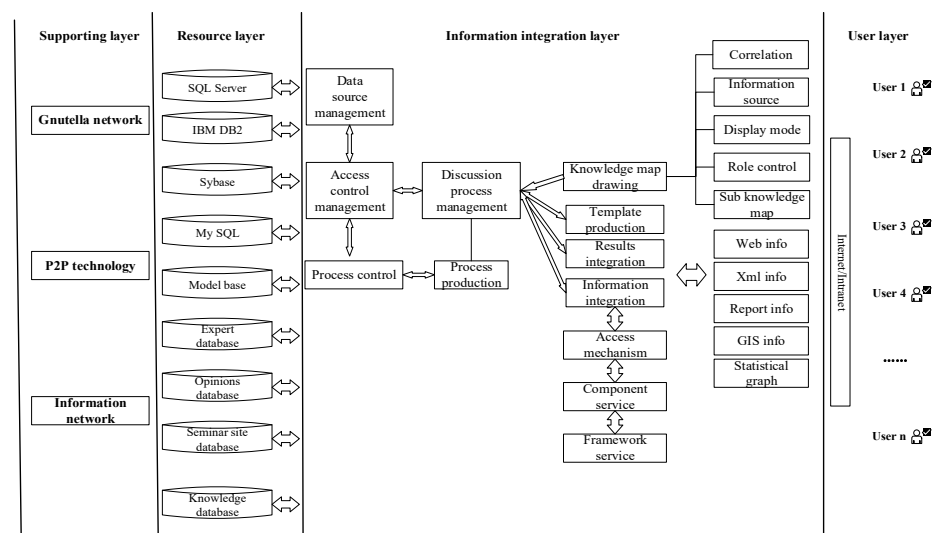 Supporting layer
Resource layer
Information integration layer
User layer
Gnutella network
P2P technology
Information
network
SQL Server
IBM DB2
Sybase
My SQL
Model base
Expert
database
Opinions
database
Seminar site
database
Knowledge
database
Data
source
management
Access
control
management
Process control
Discussion
process
management
Process
production
Knowledge map
drawing
Template
production
Results
integration
Information
integration
Access
mechanism
Component
service
Framework
service
Correlation
Information
source
Display mode
Role control
Sub knowledge
map
Web info
Xml info
Report info
GIS info
Statistical
graph
Internet/Intranet
User 1
User 2
User 3
User 4
......
User n